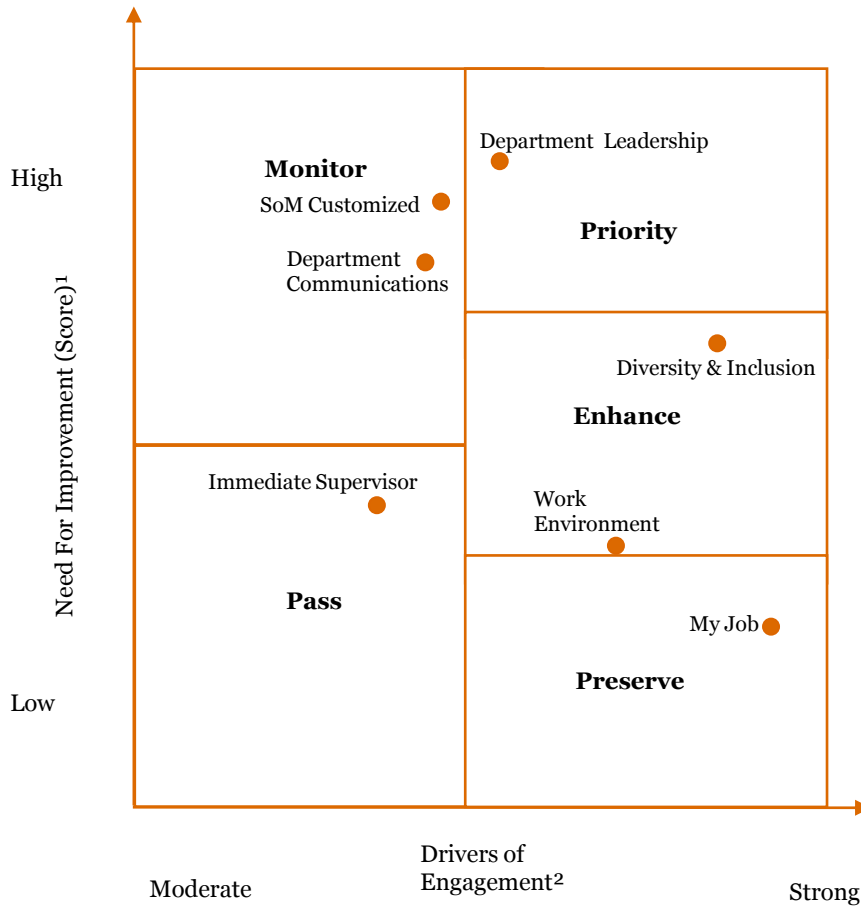 Department Leadership
High
Monitor
SoM Customized
Priority
Department
Communications
Need For Improvement (Score)¹
Diversity & Inclusion
Enhance
Immediate Supervisor
Work
Environment
Pass
My Job
Preserve
Low
Drivers of
Engagement²
Moderate
Strong